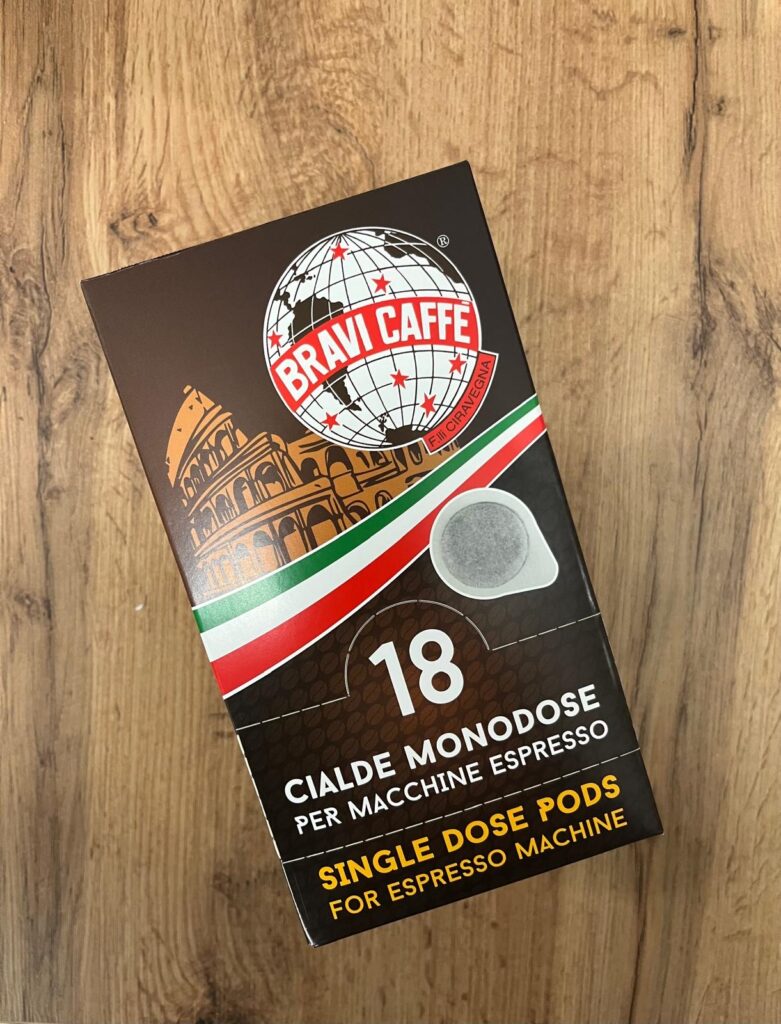 ®
BRAVI CAFFÈ
F.lli CIRAVEGNA
18
CIALDE MONODOSE
PER MACCHINE ESPRESSO
SINGLE DOSE PODS
FOR ESPRESSO MACHINE